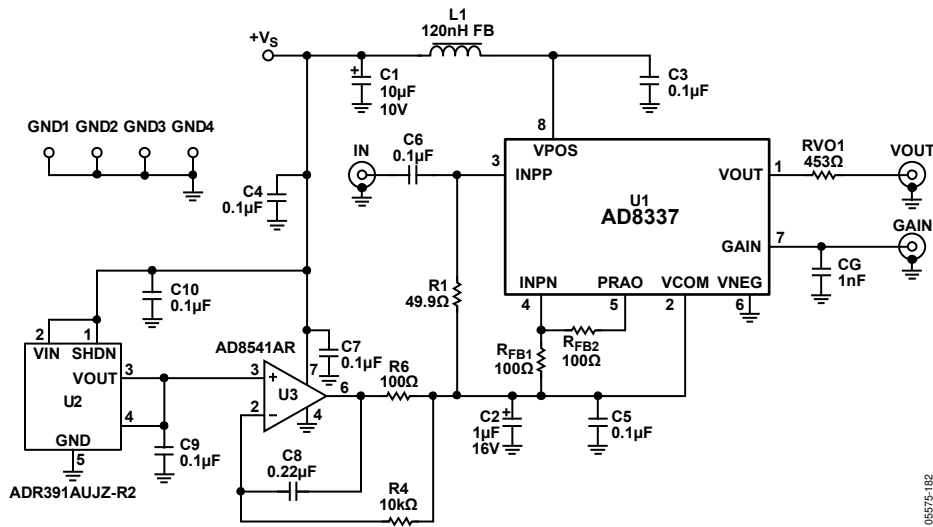 L1
120nH FB
+VS
+
C1
10µF
10V
C3
0.1µF
GND1 GND2 GND3 GND4
8
VPOS
C6
0.1µF
IN
3
INPP
RVO1
453Ω
VOUT
VOUT
1
U1
AD8337
C4
0.1µF
GAIN
GAIN
7
CG
1nF
C10
0.1µF
R1
49.9Ω
INPN
PRAO
VCOM
VNEG
4
5
2
6
RFB2
100Ω
RFB1
100Ω
2
1
VIN
SHDN
VOUT
3
U2
4
GND
5
ADR391AUJZ-R2
C9
0.1µF
AD8541AR
C7
0.1µF
3
+
7
U3
6
2
–
4
R6
100Ω
C2
1µF
16V
+
C5
0.1µF
C8
0.22µF
R4
10kΩ
05575-182